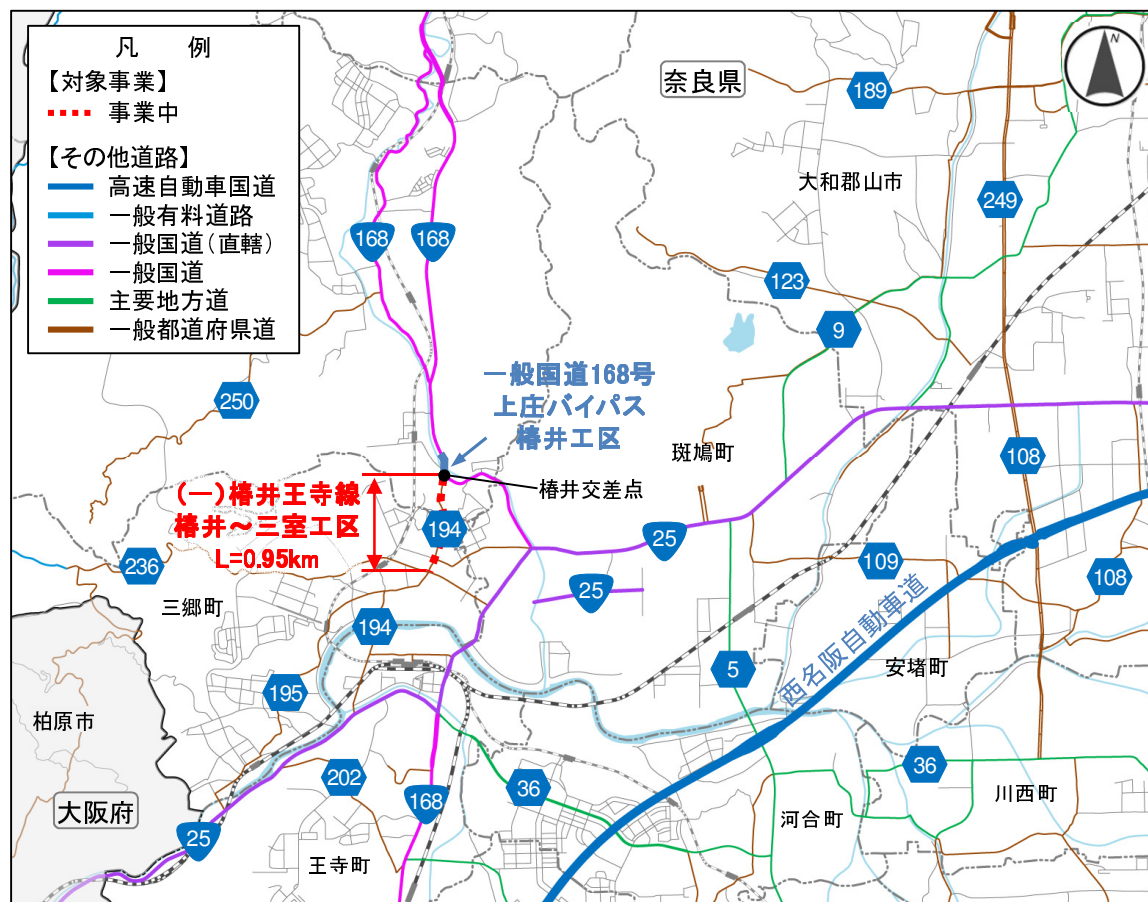 凡 例
【対象事業】
事業中
【その他道路】
高速自動車国道
一般有料道路
一般国道(直轄)
一般国道
主要地方道
一般都道府県道
N
奈良県
189
大和郡山市
249
168
168
123
9
250
一般国道168号
上庄バイパス
椿井工区
斑鳩町
108
椿井交差点
(一)椿井王寺線
椿井~三室工区
L=0.95km
194
25
236
109
108
25
三郷町
194
西名阪自動車道
安堵町
5
195
柏原市
202
36
36
168
川西町
河合町
大阪府
25
王寺町